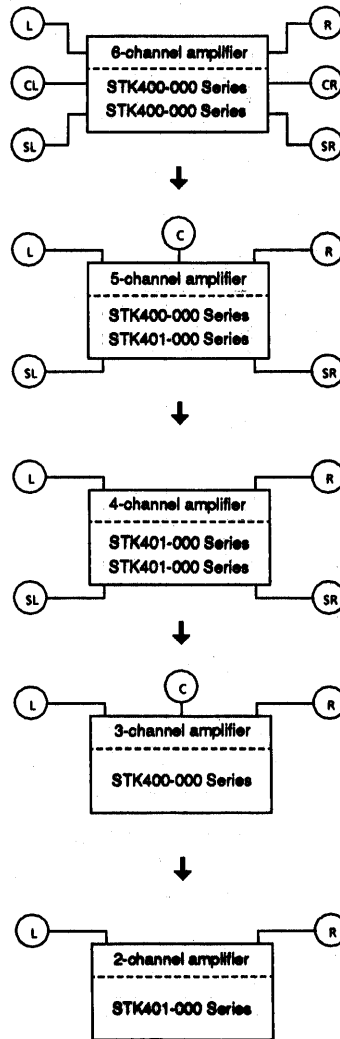 L R
6-channel amplifier
CL STK400-000 Series CR
STK400-000 Series
SL SR
C
L R
5-channel amplifier
STK400-000 Series
STK401-000 Series
SL SR
L R
4-channel amplifier
STK401-000 Series
STK401-000 Series
SL SR
C
L R
3-channel amplifier
STK400-000 Series
L R
2-channel amplifier
STK401-000 Series